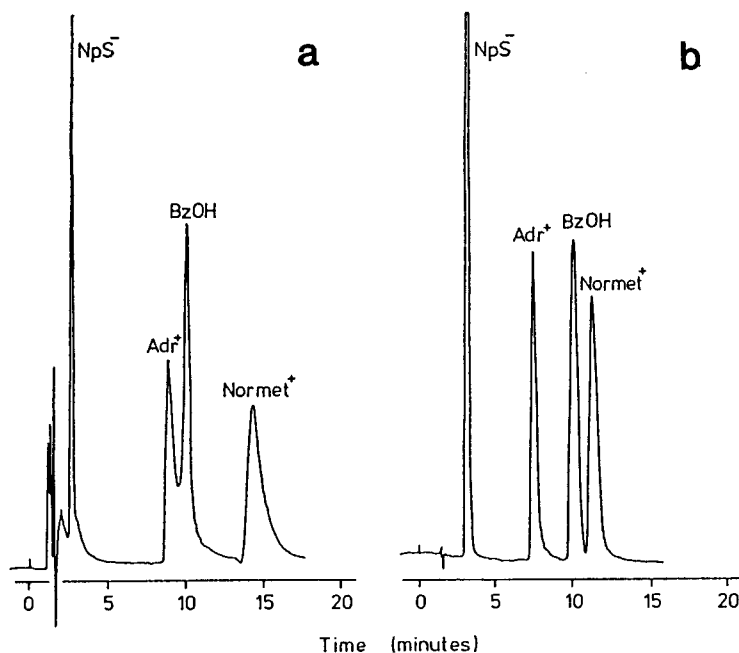 a
NpS⁻
BzOH
Adr⁺
Normet⁺
0 5 10 15 20
b
NpS⁻
Adr⁺
BzOH
Normet⁺
0 5 10 15 20
Time (minutes)